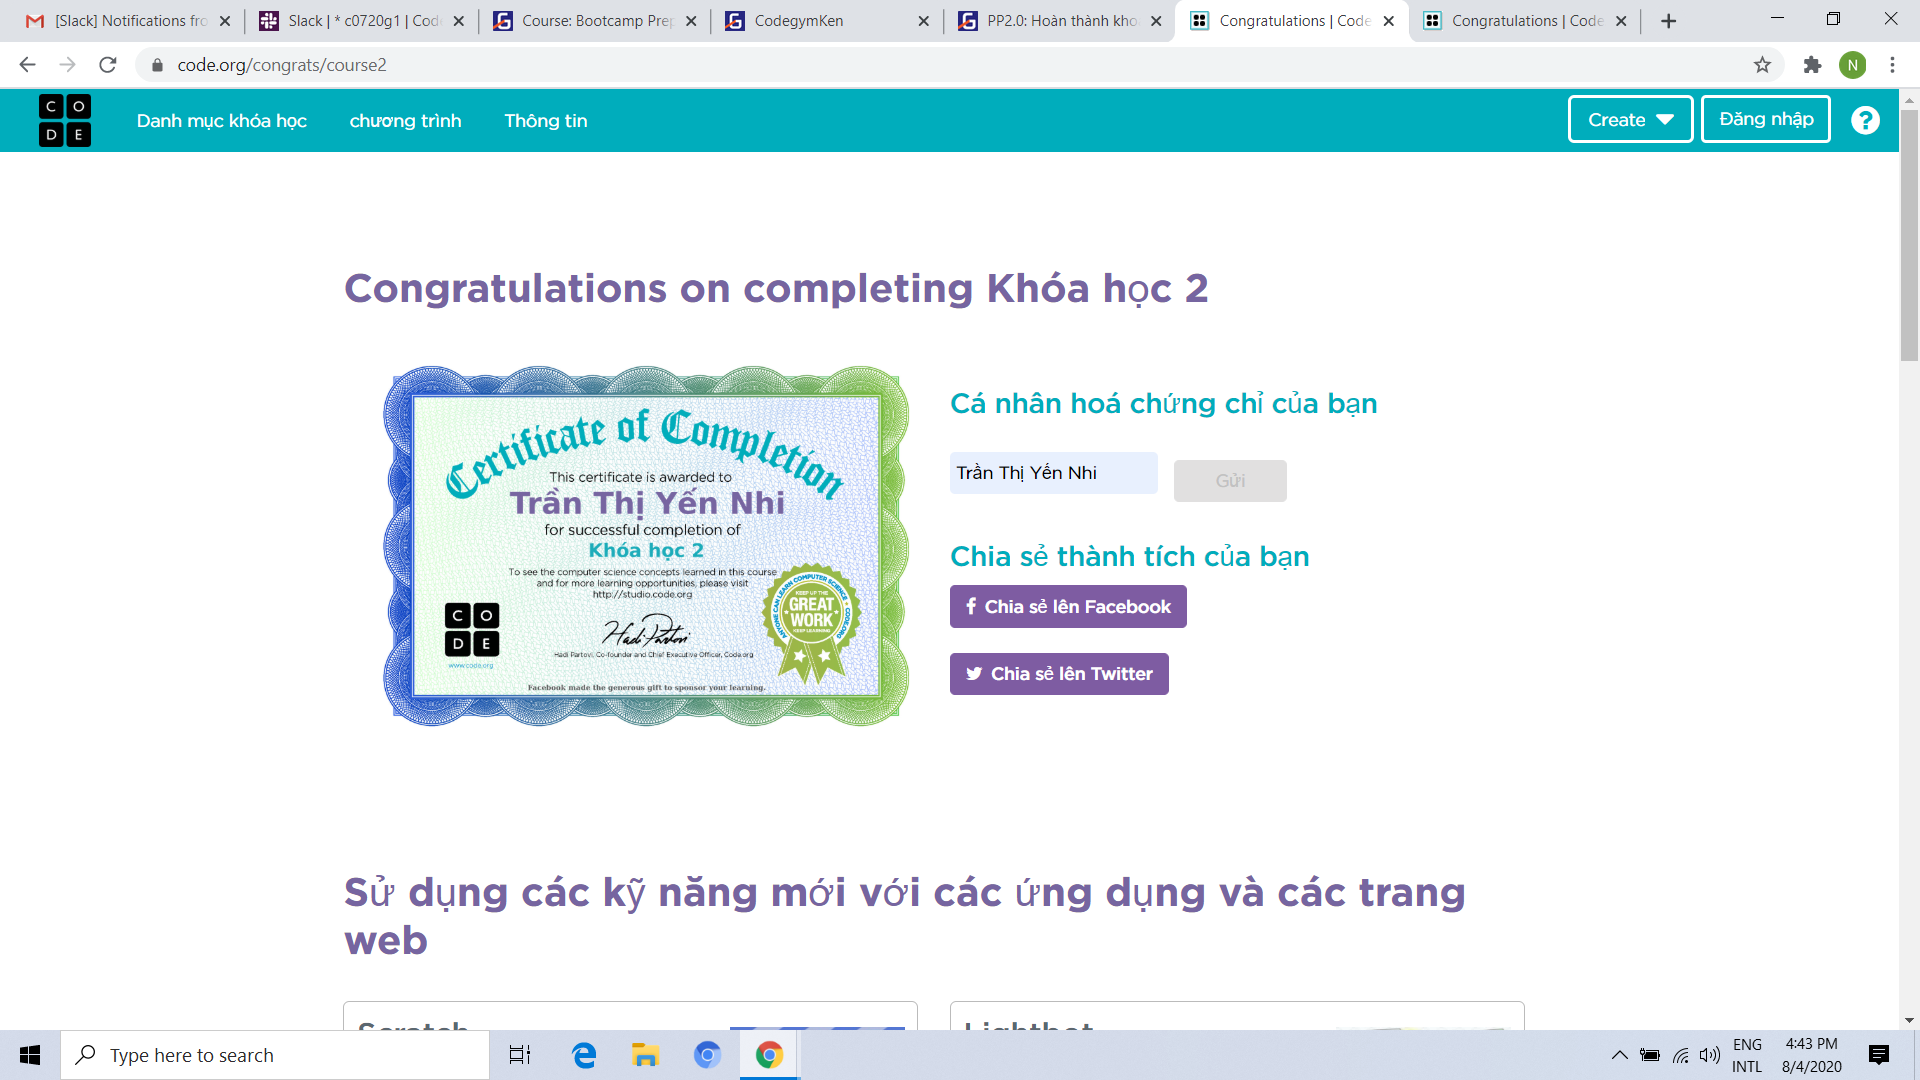 [Slack] Notifications fro
Slack | * c0720g1 | Code
Course: Bootcamp Prep
CodegymKen
PP2.0: Hoàn thành kho
Congratulations | Code
Congratulations | Code
code.org/congrats/course2
N
CODE
Danh mục khóa học
chương trình
Thông tin
Create
Đăng nhập
?
Congratulations on completing Khóa học 2
Certificate of Completion
This certificate is awarded to
Trần Thị Yến Nhi
for successful completion of
Khóa học 2
To see the computer science concepts learned in this course
and for more learning opportunities, please visit
http://studio.code.org
CODE
www.code.org
Hadi Partovi
Hadi Partovi, Co-founder and Chief Executive Officer, Code.org
ANYONE CAN LEARN COMPUTER SCIENCE • CODE.ORG
KEEP UP THE
GREAT
WORK
KEEP LEARNING
Facebook made the generous gift to sponsor your learning.
Cá nhân hoá chứng chỉ của bạn
Trần Thị Yến Nhi
Gửi
Chia sẻ thành tích của bạn
Chia sẻ lên Facebook
Chia sẻ lên Twitter
Sử dụng các kỹ năng mới với các ứng dụng và các trang
web
Scratch
Lightbot
Type here to search
ENG
INTL
4:43 PM
8/4/2020